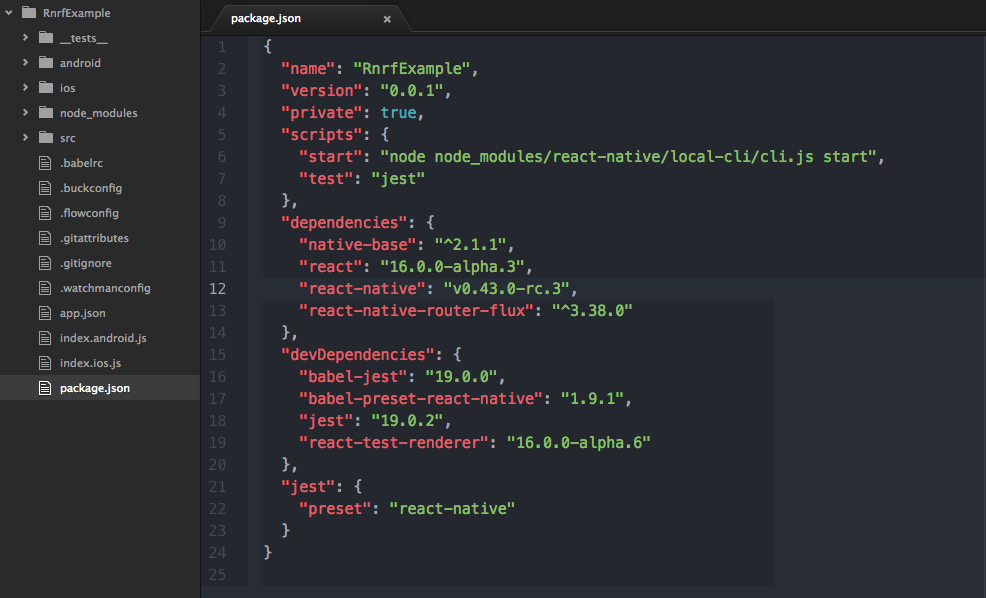 RnrfExample
__tests__
android
ios
node_modules
src
.babelrc
.buckconfig
.flowconfig
.gitattributes
.gitignore
.watchmanconfig
app.json
index.android.js
index.ios.js
package.json
package.json ×
1 {
2   "name": "RnrfExample",
3   "version": "0.0.1",
4   "private": true,
5   "scripts": {
6     "start": "node node_modules/react-native/local-cli/cli.js start",
7     "test": "jest"
8   },
9   "dependencies": {
10     "native-base": "^2.1.1",
11     "react": "16.0.0-alpha.3",
12     "react-native": "v0.43.0-rc.3",
13     "react-native-router-flux": "^3.38.0"
14   },
15   "devDependencies": {
16     "babel-jest": "19.0.0",
17     "babel-preset-react-native": "1.9.1",
18     "jest": "19.0.2",
19     "react-test-renderer": "16.0.0-alpha.6"
20   },
21   "jest": {
22     "preset": "react-native"
23   }
24 }
25